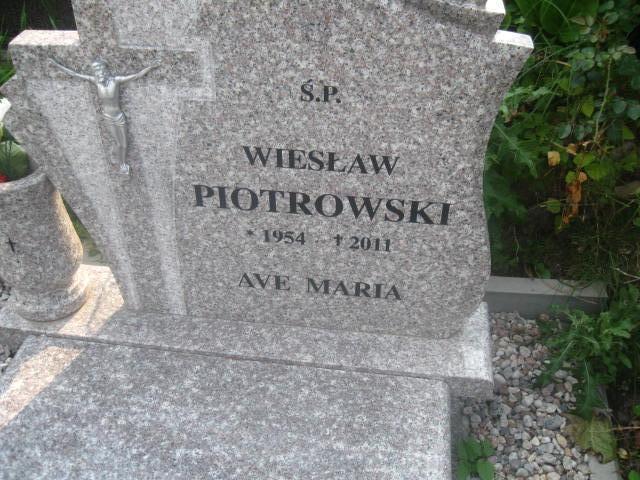 Ś.P.
WIESŁAW
PIOTROWSKI
* 1954 ✝ 2011
AVE MARIA